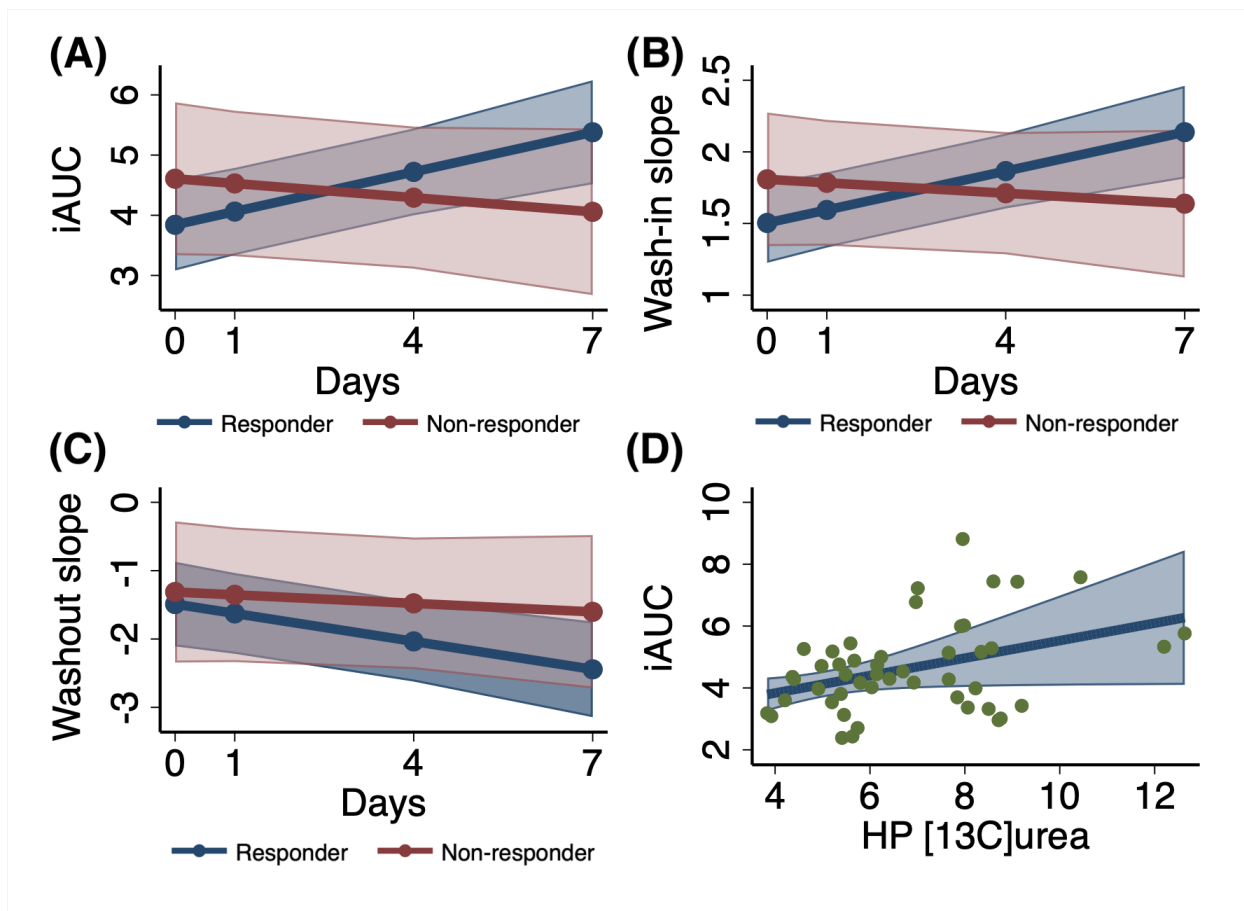 (A)
iAUC
6
5
4
3
0 1 4 7
Days
Responder Non-responder
(B)
Wash-in slope
2.5
2
1.5
1
0 1 4 7
Days
Responder Non-responder
(C)
Washout slope
0
-1
-2
-3
0 1 4 7
Days
Responder Non-responder
(D)
iAUC
10
8
6
4
2
4 6 8 10 12
HP [13C]urea